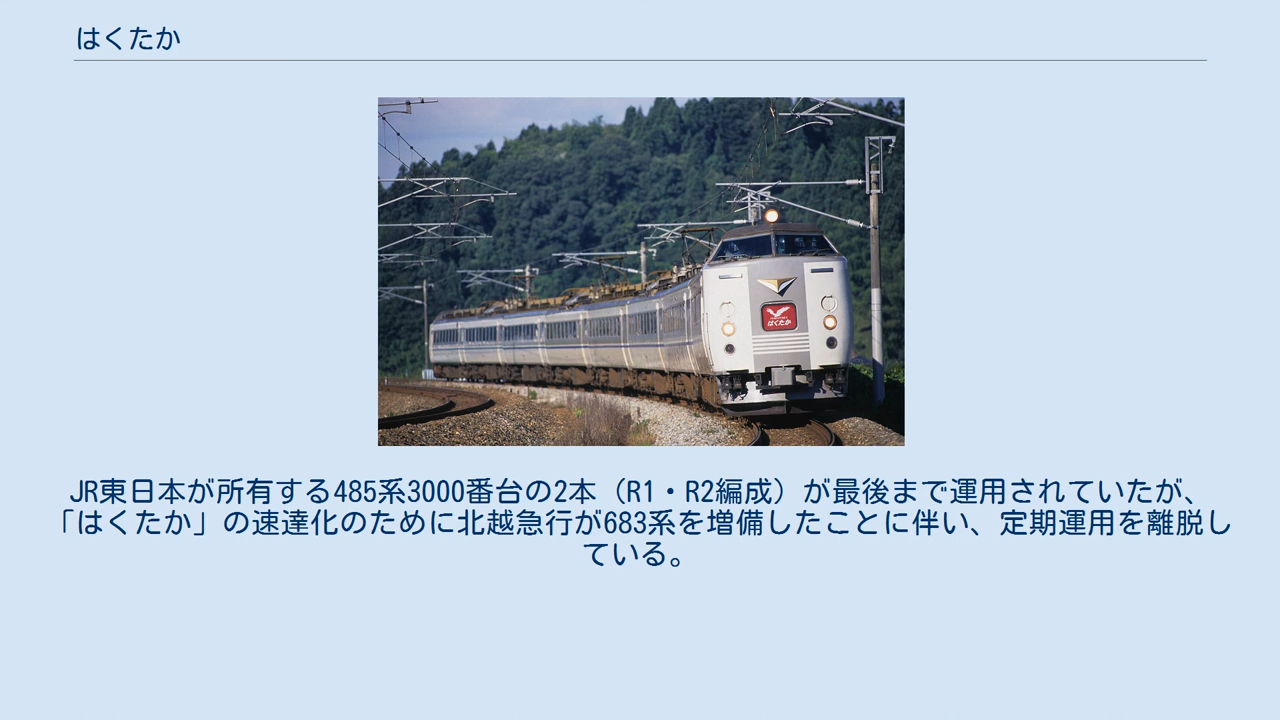 はくたか
はくたか
JR東日本が所有する485系3000番台の2本（R1・R2編成）が最後まで運用されていたが、
「はくたか」の速達化のために北越急行が683系を増備したことに伴い、定期運用を離脱し
ている。